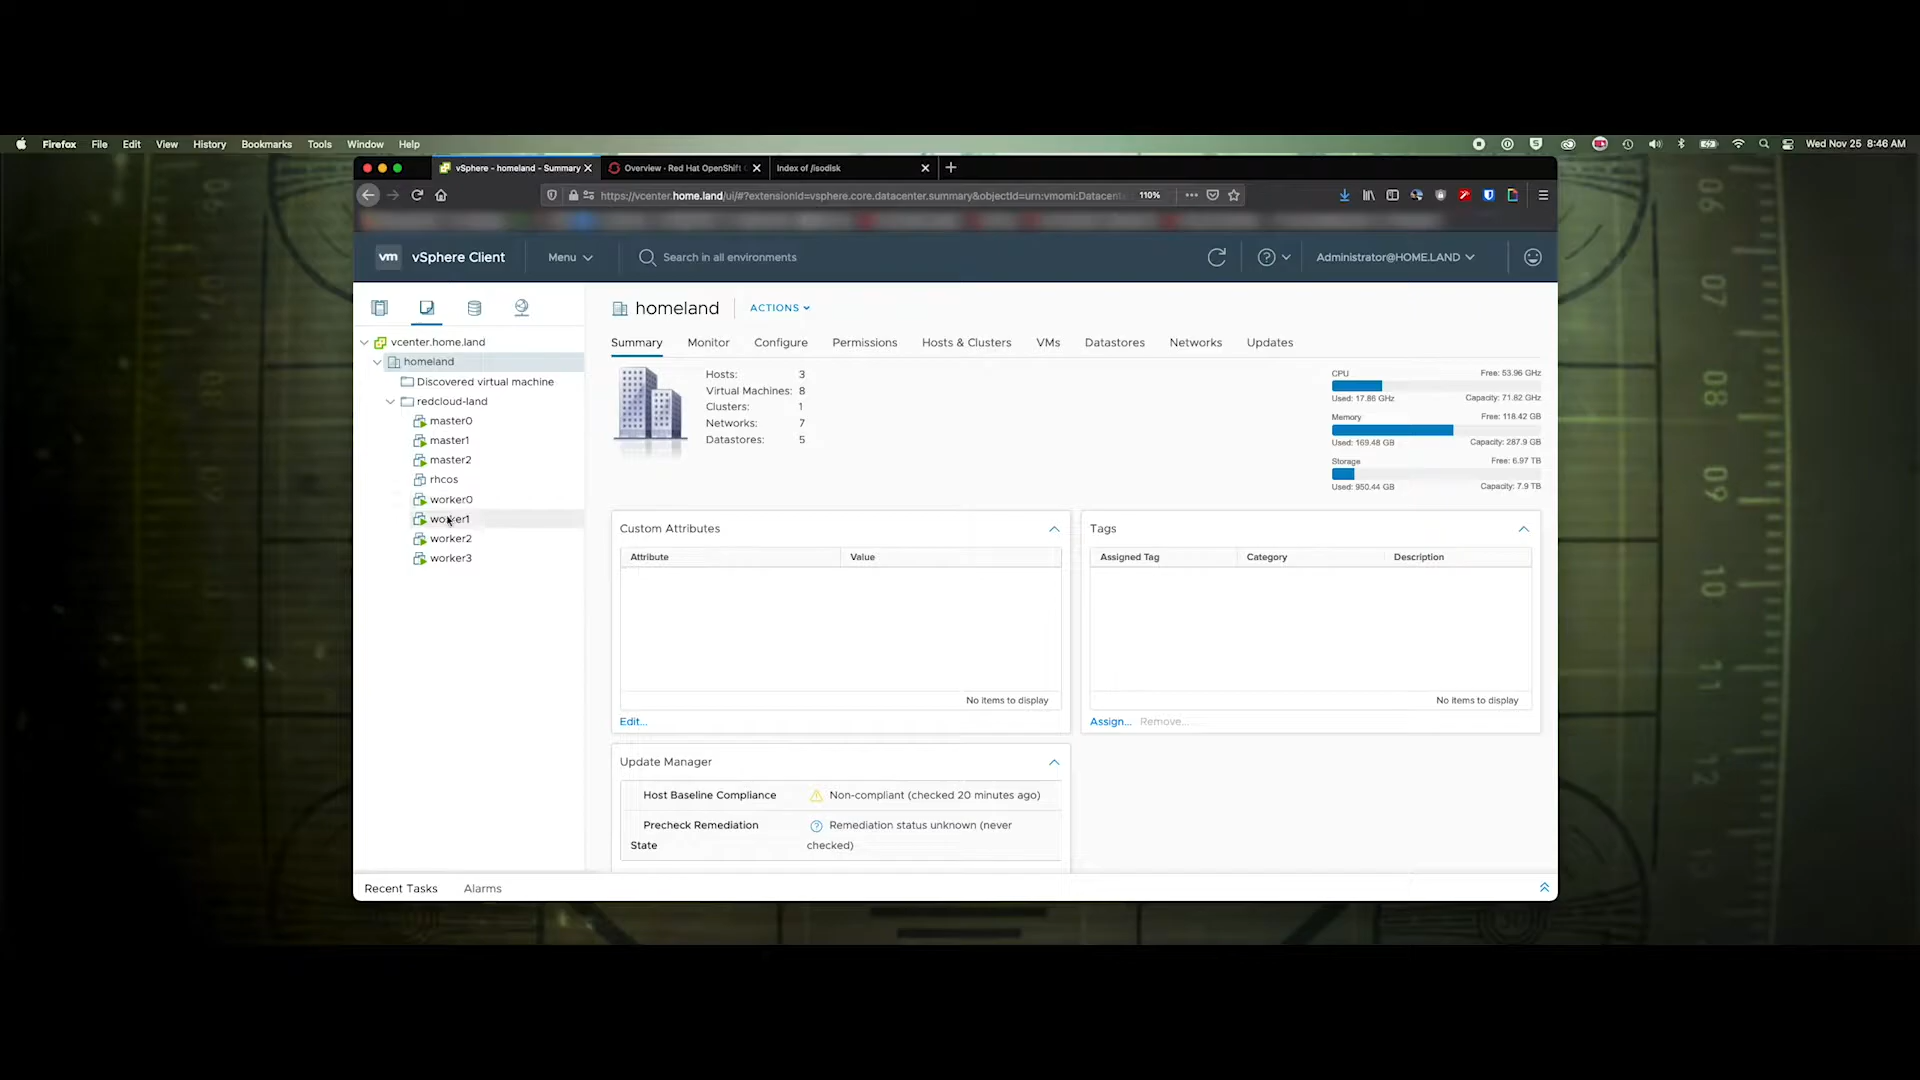 Firefox File Edit View History Bookmarks Tools Window Help Wed Nov 25 8:46 AM
vSphere - homeland - Summary Overview - Red Hat OpenShift Index of /isodisk
https://vcenter.home.land/ui/#?extensionId=vsphere.core.datacenter.summary&objectId=urn:vmomi:Datacen 110%
vm vSphere Client Menu Search in all environments Administrator@HOME.LAND
homeland ACTIONS
Summary Monitor Configure Permissions Hosts & Clusters VMs Datastores Networks Updates
vcenter.home.land
homeland
Discovered virtual machine
redcloud-land
master0
master1
master2
rhcos
worker0
worker1
worker2
worker3
Hosts: 3
Virtual Machines: 8
Clusters: 1
Networks: 7
Datastores: 5
CPU Free: 53.96 GHz
Used: 17.86 GHz Capacity: 71.82 GHz
Memory Free: 118.42 GB
Used: 169.48 GB Capacity: 287.9 GB
Storage Free: 6.97 TB
Used: 950.44 GB Capacity: 7.9 TB
Custom Attributes
Attribute Value
No items to display
Edit...
Tags
Assigned Tag Category Description
No items to display
Assign... Remove...
Update Manager
Host Baseline Compliance Non-compliant (checked 20 minutes ago)
Precheck Remediation Remediation status unknown (never
State checked)
Recent Tasks Alarms